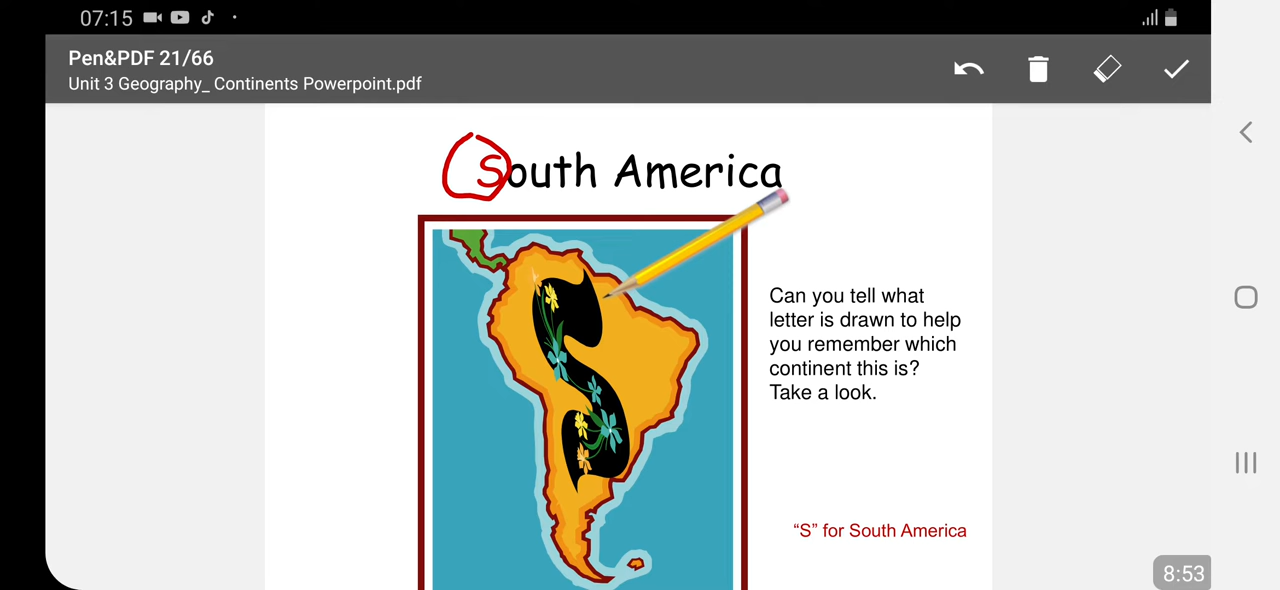 07:15
Pen&PDF 21/66
Unit 3 Geography_ Continents Powerpoint.pdf
South America
S
Can you tell what
letter is drawn to help
you remember which
continent this is?
Take a look.
“S” for South America
8:53